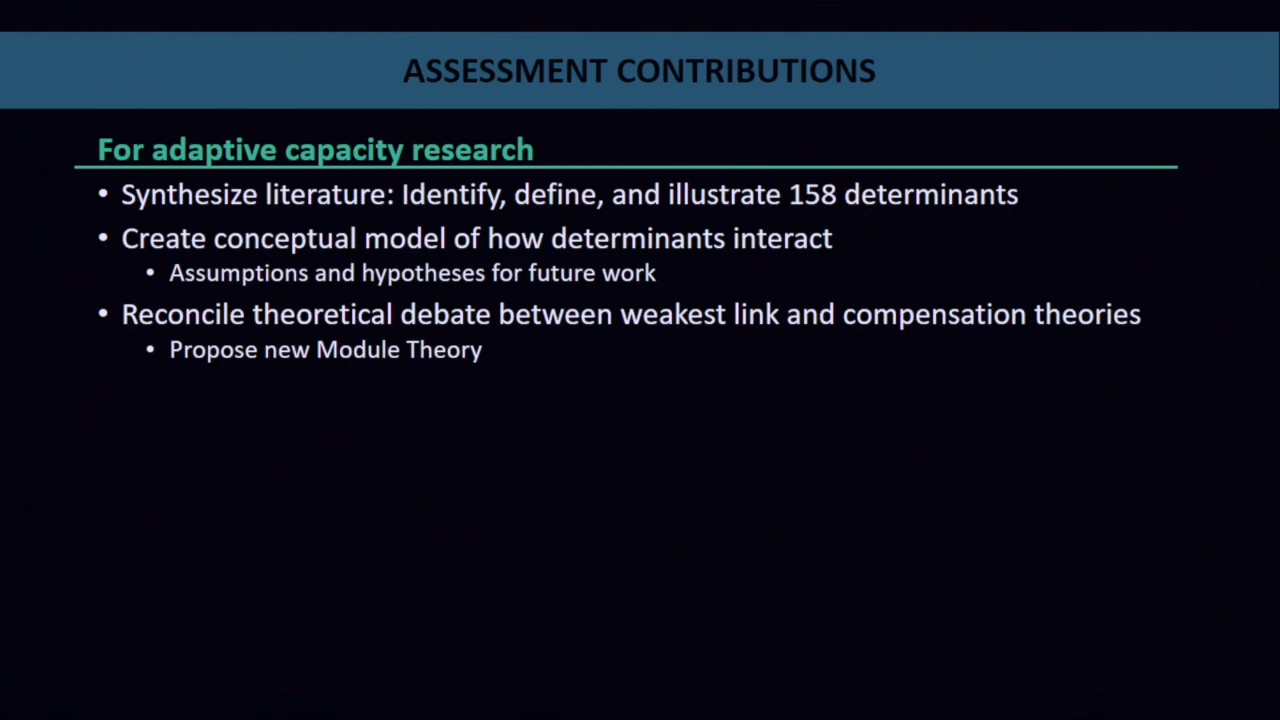 ASSESSMENT CONTRIBUTIONS
For adaptive capacity research
• Synthesize literature: Identify, define, and illustrate 158 determinants
• Create conceptual model of how determinants interact
• Assumptions and hypotheses for future work
• Reconcile theoretical debate between weakest link and compensation theories
• Propose new Module Theory